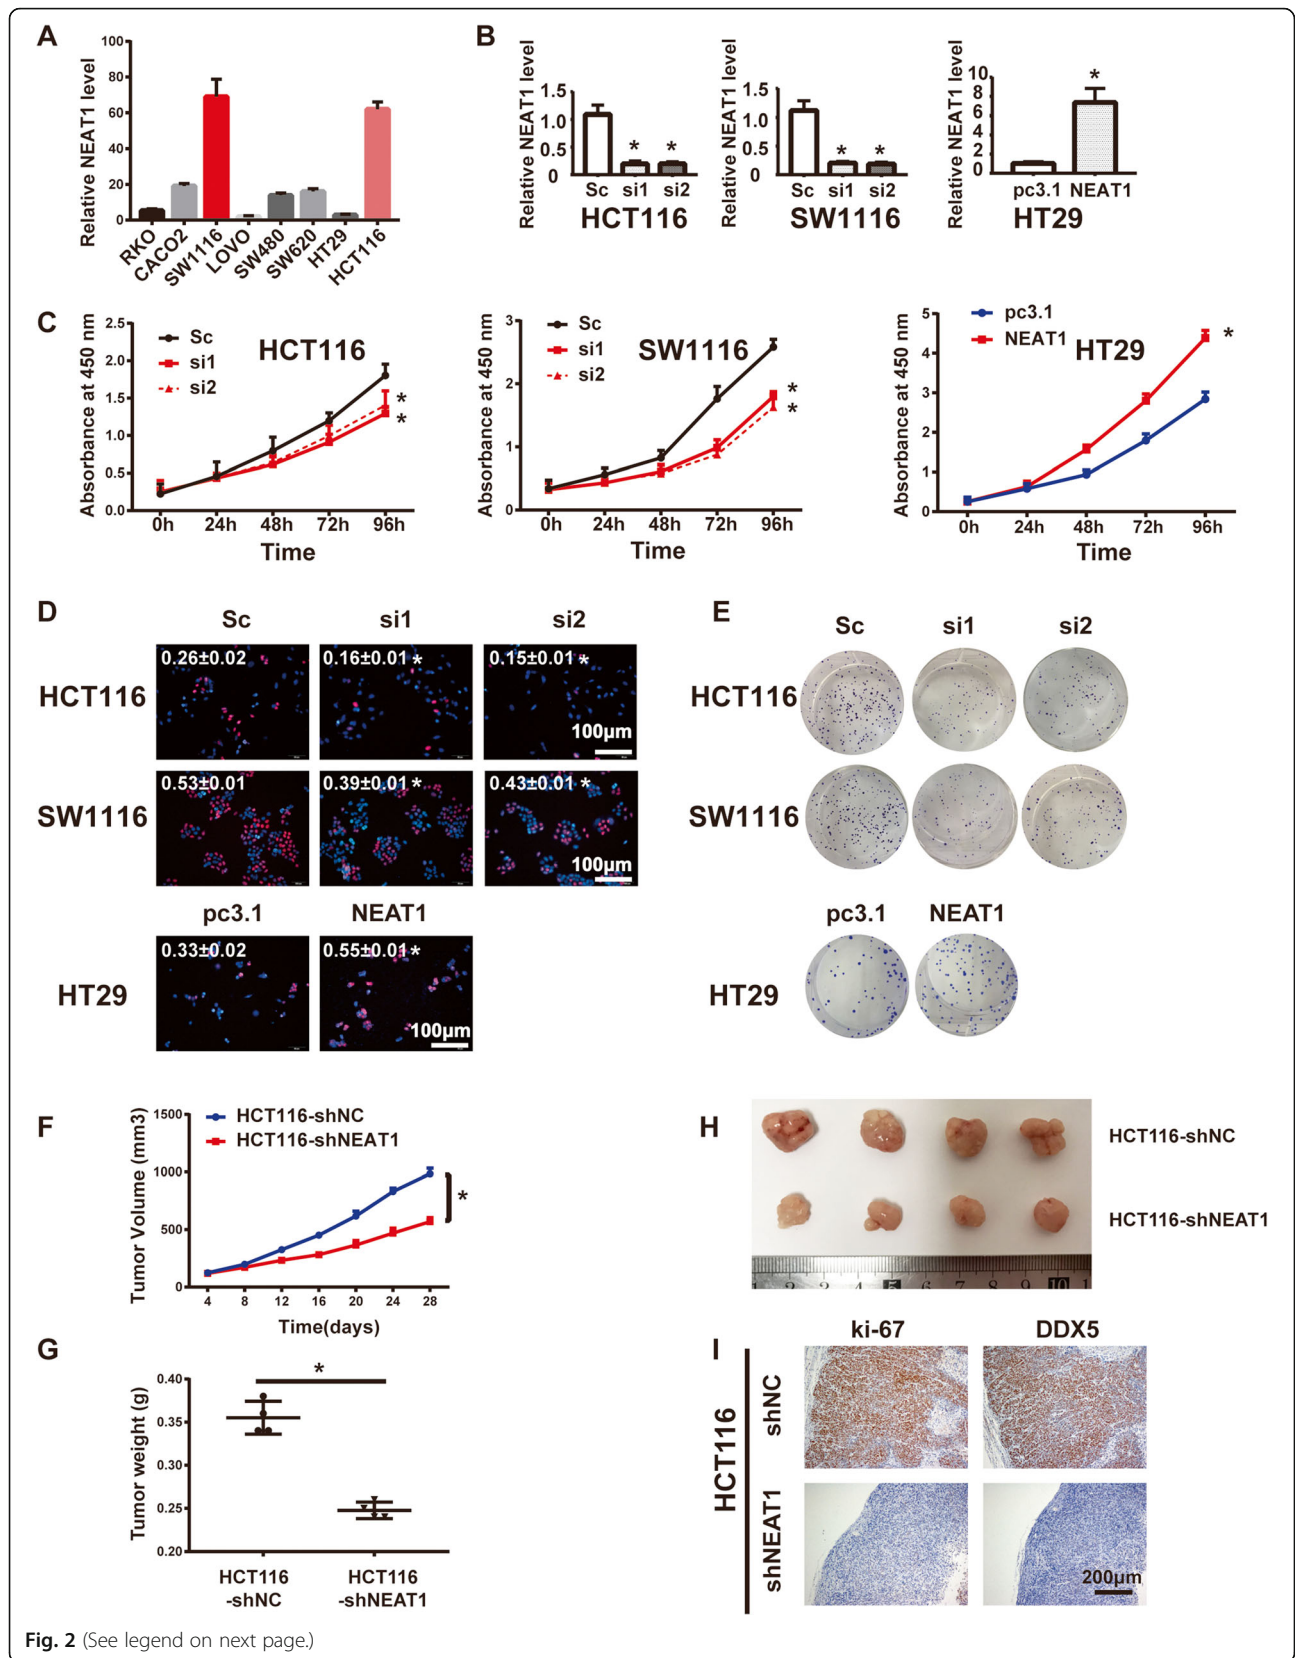 A
Relative NEAT1 level
100
80
60
40
20
0
RKO
CACO2
SW1116
LOVO
SW480
SW620
HT29
HCT116
B
Relative NEAT1 level
1.5
1.0
0.5
0
* *
Sc si1 si2
HCT116
Relative NEAT1 level
1.5
1.0
0.5
0
* *
Sc si1 si2
SW1116
Relative NEAT1 level
10
8
6
4
2
0
*
pc3.1 NEAT1
HT29
C
Absorbance at 450 nm
2.5
2.0
1.5
1.0
0.5
0.0
Sc
si1
si2
HCT116
*
*
0h 24h 48h 72h 96h
Time
Absorbance at 450 nm
3
2
1
0
Sc
si1
si2
SW1116
*
*
0h 24h 48h 72h 96h
Time
Absorbance at 450 nm
5
4
3
2
1
0
pc3.1
NEAT1
HT29
*
0h 24h 48h 72h 96h
Time
D
Sc si1 si2
HCT116
0.26±0.02 0.16±0.01 * 0.15±0.01 *
100μm
SW1116
0.53±0.01 0.39±0.01 * 0.43±0.01 *
100μm
pc3.1 NEAT1
HT29
0.33±0.02 0.55±0.01 *
100μm
E
Sc si1 si2
HCT116
SW1116
pc3.1 NEAT1
HT29
F
Tumor Volume (mm3)
1500
1000
500
0
HCT116-shNC
HCT116-shNEAT1
*
4 8 12 16 20 24 28
Time(days)
G
Tumor weight (g)
0.40
0.35
0.30
0.25
0.20
*
HCT116
-shNC
HCT116
-shNEAT1
H
HCT116-shNC
HCT116-shNEAT1
1 2 3 4 5 6 7 8 9 10 1
I
ki-67 DDX5
HCT116
shNC
shNEAT1
200μm
Fig. 2 (See legend on next page.)